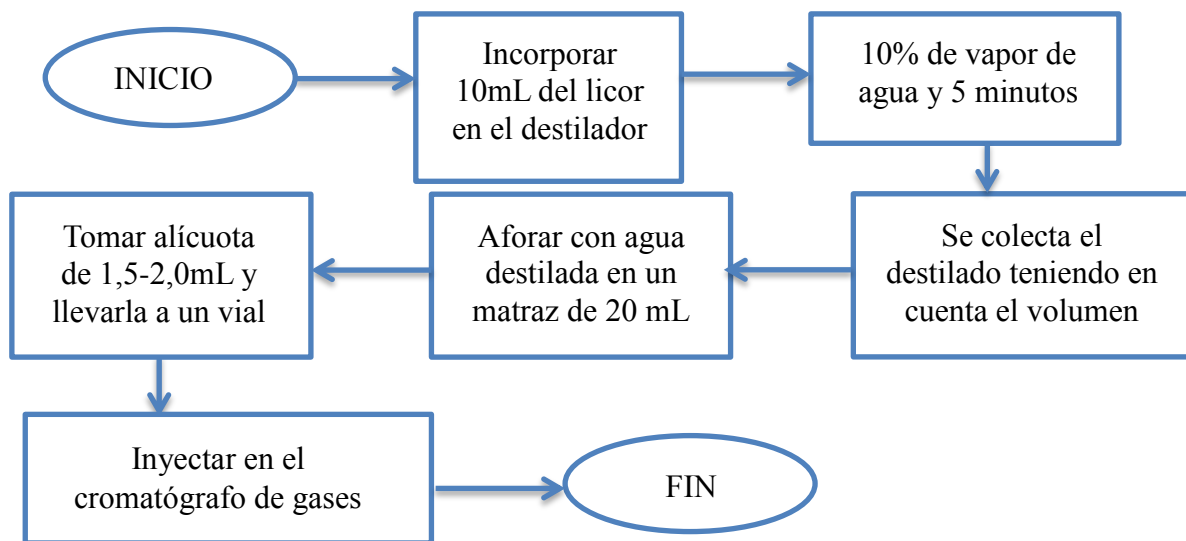 INICIO
Incorporar
10mL del licor
en el destilador
10% de vapor de
agua y 5 minutos
Se colecta el
destilado teniendo en
cuenta el volumen
Aforar con agua
destilada en un
matraz de 20 mL
Tomar alícuota
de 1,5-2,0mL y
llevarla a un vial
Inyectar en el
cromatógrafo de gases
FIN